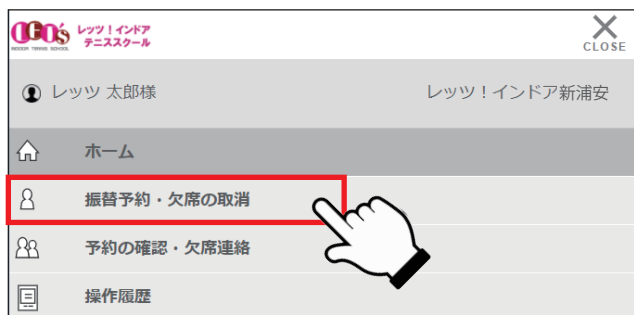 LETS レッツ！インドア
INDOOR TENNIS SCHOOL テニススクール
CLOSE
レッツ 太郎様 レッツ！インドア新浦安
ホーム
振替予約・欠席の取消
予約の確認・欠席連絡
操作履歴